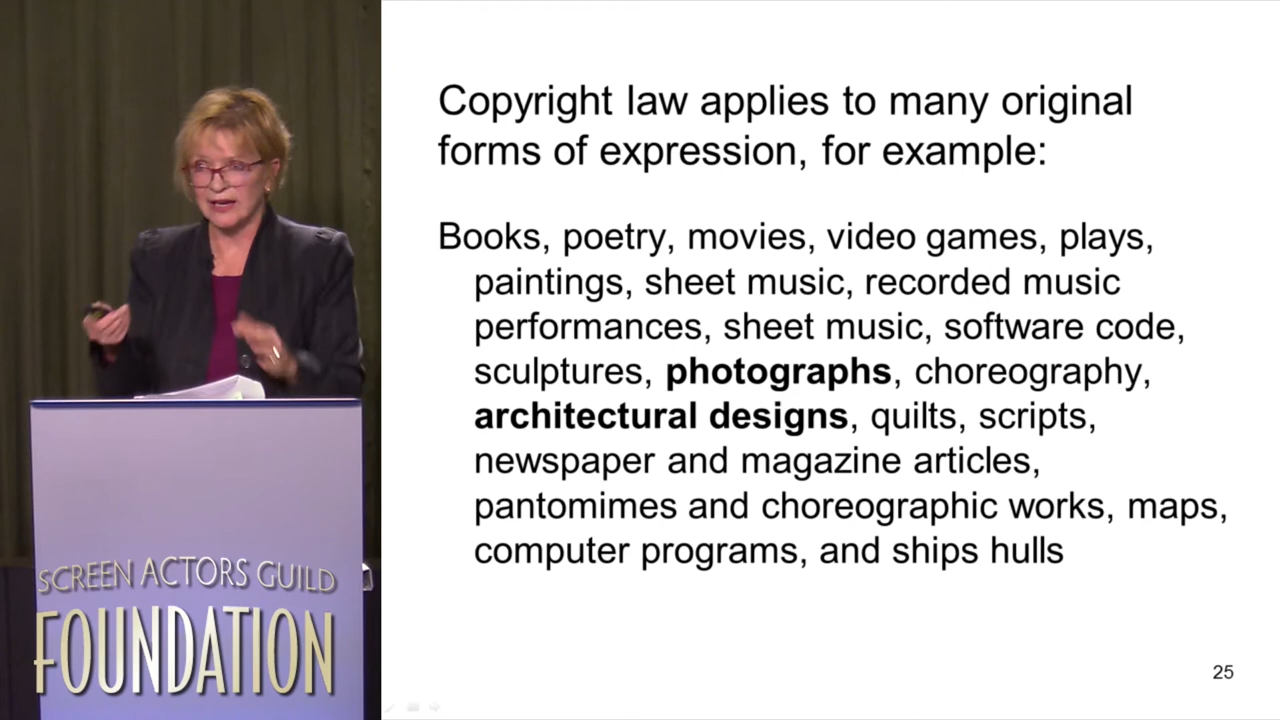 Copyright law applies to many original
forms of expression, for example:
Books, poetry, movies, video games, plays,
paintings, sheet music, recorded music
performances, sheet music, software code,
sculptures, photographs, choreography,
architectural designs, quilts, scripts,
newspaper and magazine articles,
pantomimes and choreographic works, maps,
computer programs, and ships hulls
25
SCREEN ACTORS GUILD
FOUNDATION